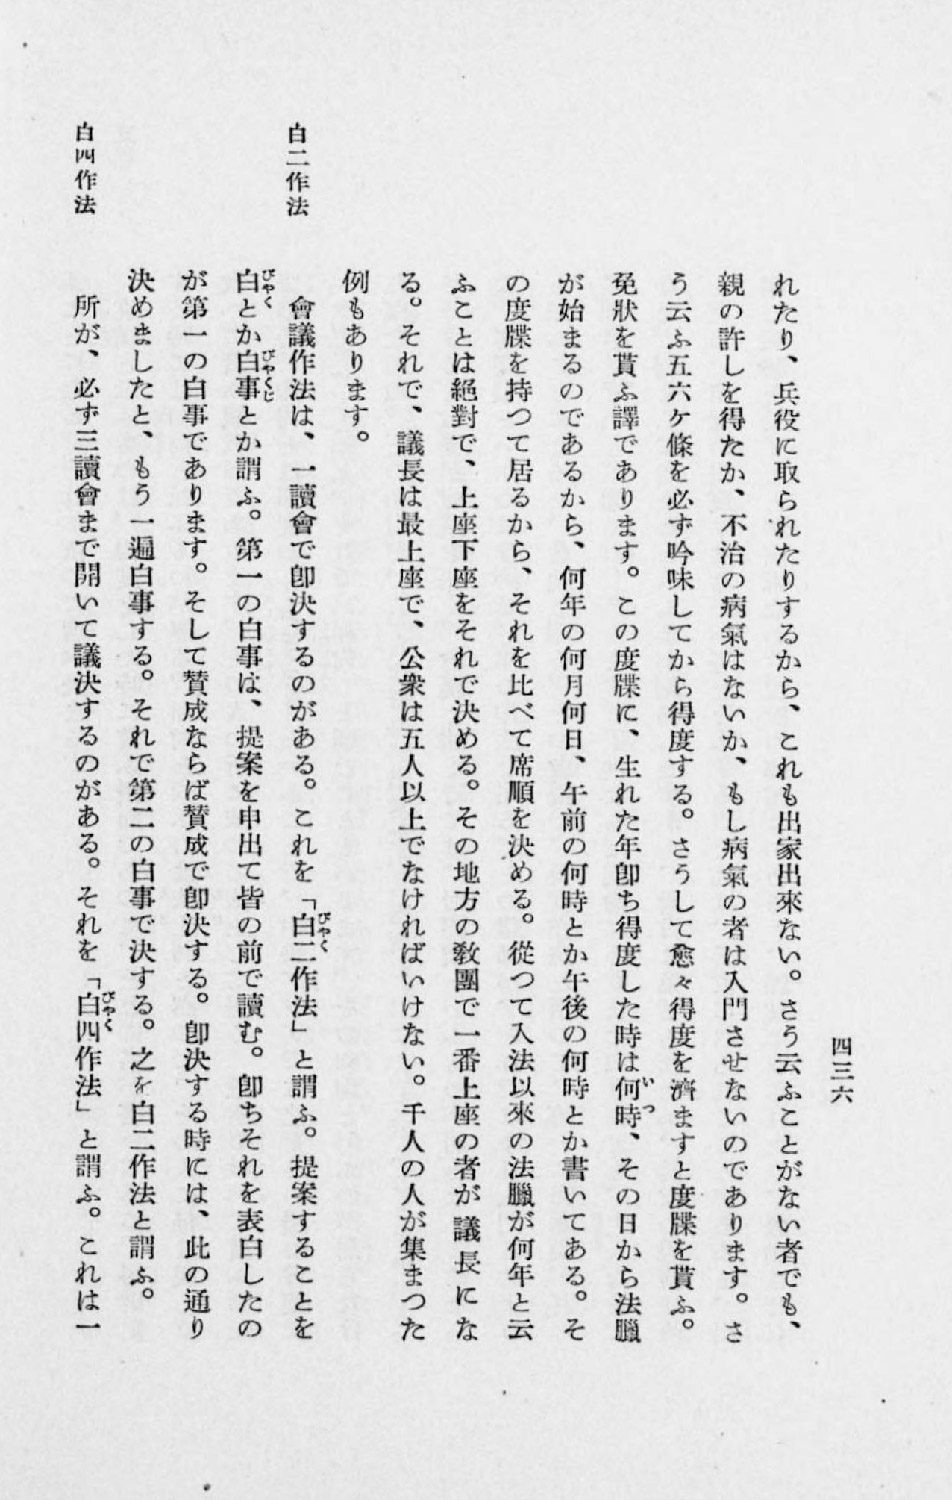 四三六
れたり、兵役に取られたりするから、これも出家出來ない。さう云ふことがない者でも、
親の許しを得たか、不治の病氣はないか、もし病氣の者は入門させないのであります。さ
う云ふ五六ケ條を必ず吟味してから得度する。さうして愈々得度を濟ますと度牒を貰ふ。
免狀を貰ふ譯であります。この度牒に、生れた年卽ち得度した時は何時、その日から法臘
が始まるのであるから、何年の何月何日、午前の何時とか午後の何時とか書いてある。そ
の度牒を持つて居るから、それを比べて席順を決める。從つて入法以來の法臘が何年と云
ふことは絕對で、上座下座をそれで決める。その地方の敎團で一番上座の者が議長にな
る。それで、議長は最上座で、公衆は五人以上でなければいけない。千人の人が集まつた
例もあります。
白二作法
會議作法は、一讀會で卽決するのがある。これを「白二作法」と謂ふ。提案することを
白とか白事とか謂ふ。第一の白事は、提案を申出て皆の前で讀む。卽ちそれを表白したの
が第一の白事であります。そして贊成ならば贊成で卽決する。卽決する時には、此の通り
決めましたと、もう一遍白事する。それで第二の白事で決する。之を白二作法と謂ふ。
白四作法
所が、必ず三讀會まで開いて議決するのがある。それを「白四作法」と謂ふ。これは一